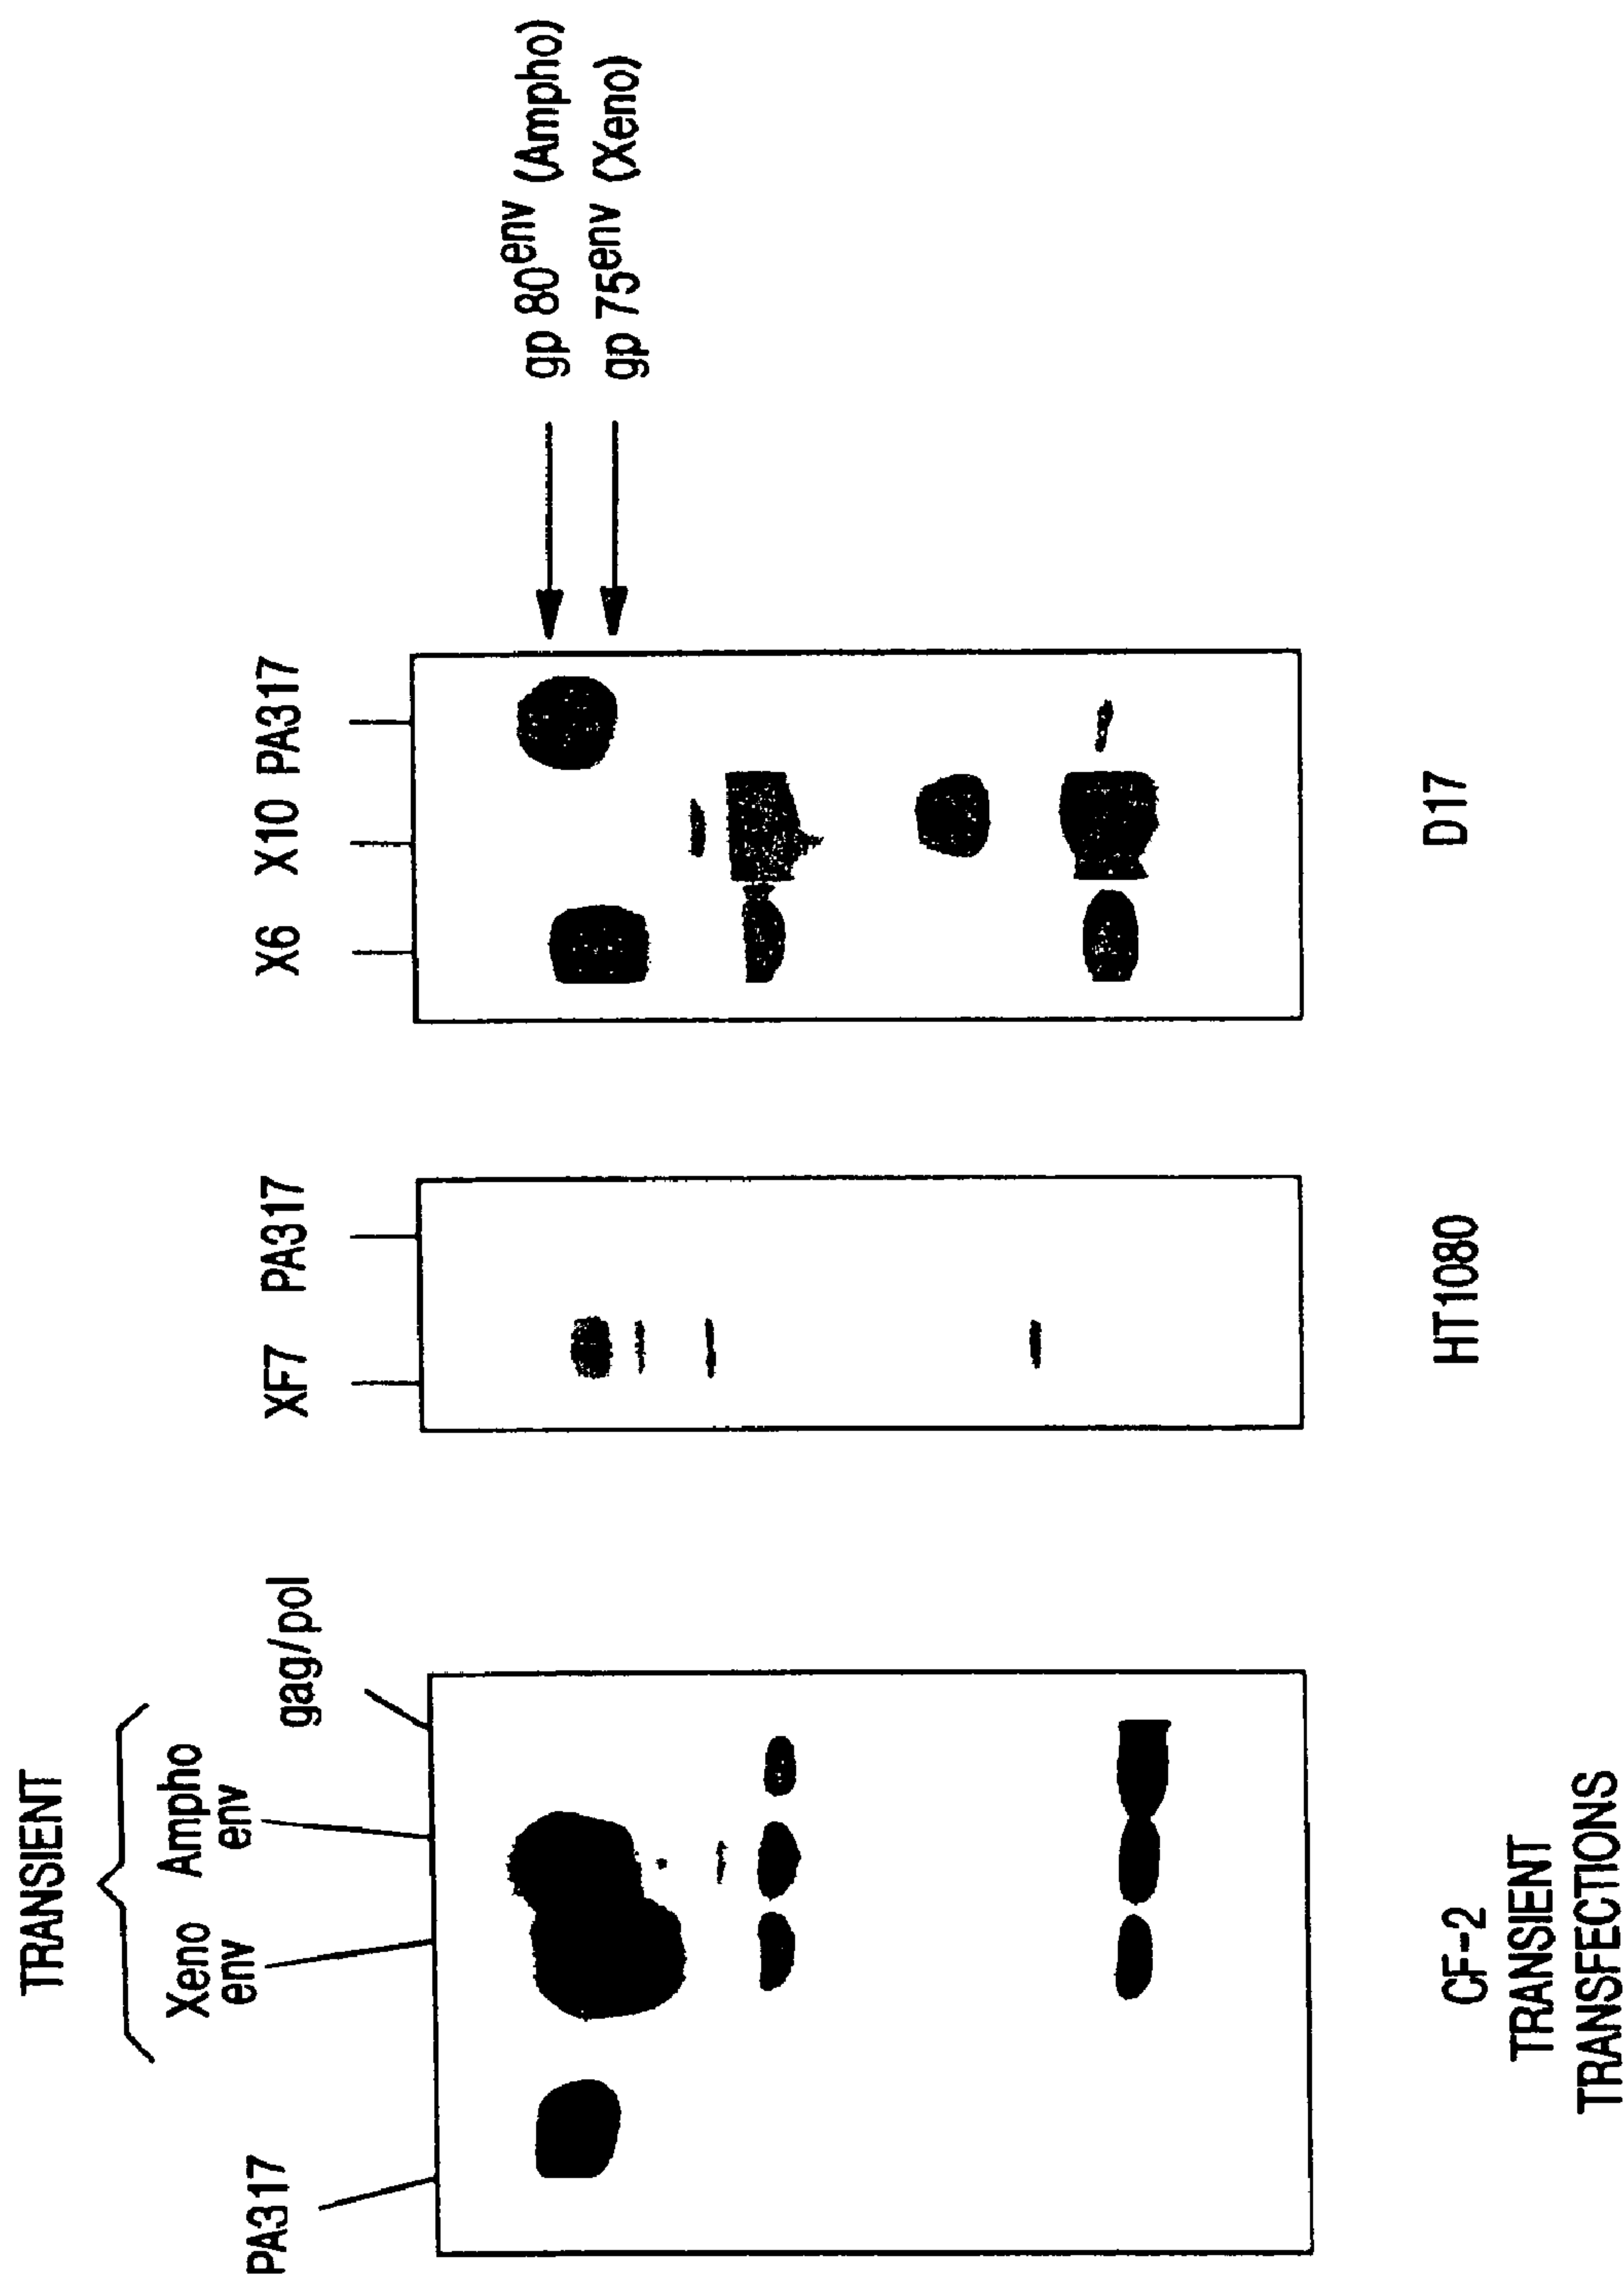 TRANSIENT
PA317
Xeno
env
Ampho
env
gag/pol
XF7
PA317
X6
X10
PA317
gp 80env (Ampho)
gp 75env (Xeno)
CF-2
TRANSIENT
TRANSFECTIONS
HT1080
D17